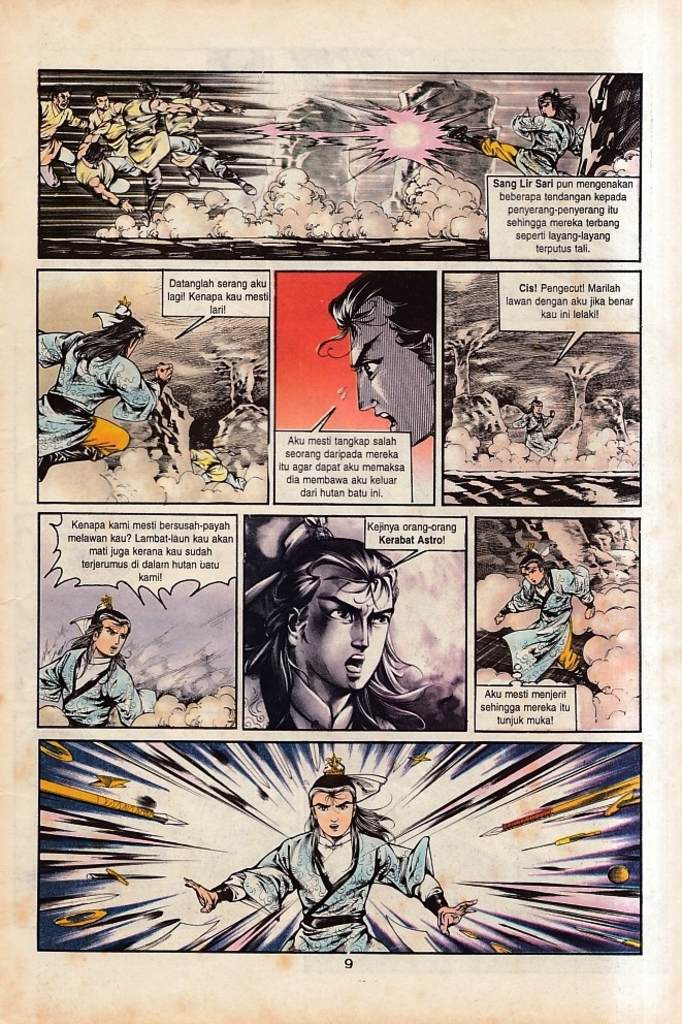 Sang Lir Sari pun mengenakan
beberapa tendangan kepada
penyerang-penyerang itu
sehingga mereka terbang
seperti layang-layang
terputus tali.
Datanglah serang aku
lagi! Kenapa kau mesti
lari!
Aku mesti tangkap salah
seorang daripada mereka
itu agar dapat aku memaksa
dia membawa aku keluar
dari hutan batu ini.
Cis! Pengecut! Marilah
lawan dengan aku jika benar
kau ini lelaki!
Kenapa kami mesti bersusah-payah
melawan kau? Lambat-laun kau akan
mati juga kerana kau sudah
terjerumus di dalam hutan batu
kami!
Kejinya orang-orang
Kerabat Astro!
Aku mesti menjerit
sehingga mereka
tunjuk muka!
9